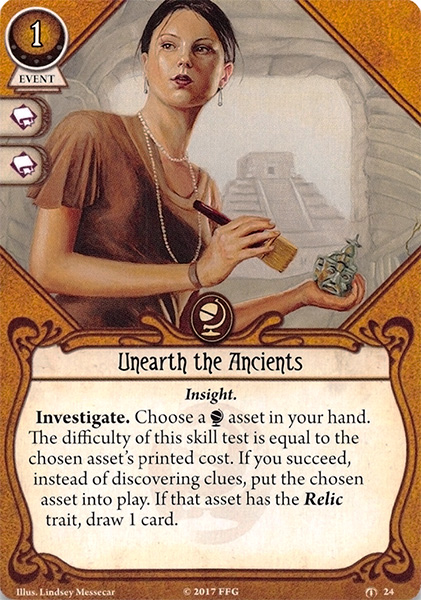 1
EVENT
Unearth the Ancients
Insight.
Investigate. Choose a asset in your hand.
The difficulty of this skill test is equal to the
chosen asset's printed cost. If you succeed,
instead of discovering clues, put the chosen
asset into play. If that asset has the Relic
trait, draw 1 card.
Illus. Lindsey Messecar © 2017 FFG 24